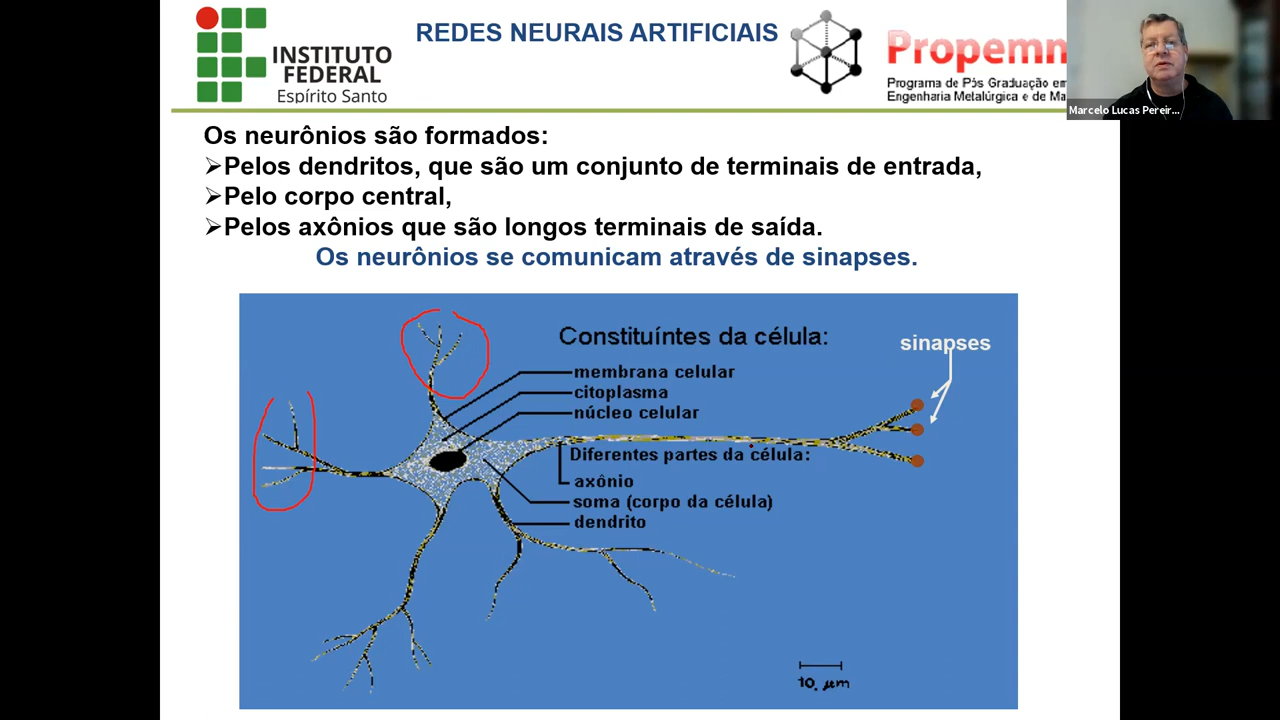 REDES NEURAIS ARTIFICIAIS
INSTITUTO
FEDERAL
Espírito Santo
Propemm
Programa de Pós Graduação em
Engenharia Metalúrgica e de Ma
Marcelo Lucas Pereir...
Os neurônios são formados:
➢Pelos dendritos, que são um conjunto de terminais de entrada,
➢Pelo corpo central,
➢Pelos axônios que são longos terminais de saída.
Os neurônios se comunicam através de sinapses.
Constituíntes da célula:
sinapses
membrana celular
citoplasma
núcleo celular
Diferentes partes da célula:
axônio
soma (corpo da célula)
dendrito
10 µm